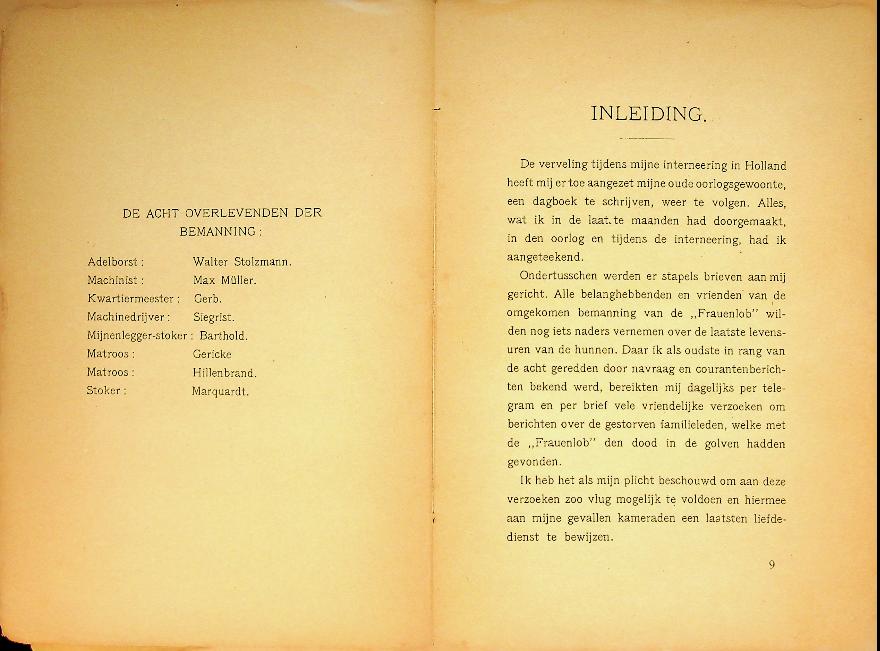 DE ACHT OVERLEVENDEN DER
BEMANNING:
Adelborst: Walter Stolzmann.
Machinist: Max Müller.
Kwartiermeester: Gerb.
Machinedrijver: Siegrist.
Mijnenlegger-stoker: Barthold.
Matroos: Gericke
Matroos: Hillenbrand.
Stoker: Marquardt.
INLEIDING.
De verveling tijdens mijne interneering in Holland
heeft mij ertoe aangezet mijne oude oorlogsgewoonte,
een dagboek te schrijven, weer te volgen. Alles,
wat ik in de laat.te maanden had doorgemaakt,
in den oorlog en tijdens de interneering, had ik
aangeteekend.
Ondertusschen werden er stapels brieven aan mij
gericht. Alle belanghebbenden en vrienden van de
omgekomen bemanning van de „Frauenlob" wil-
den nog iets naders vernemen over de laatste levens-
uren van de hunnen. Daar ik als oudste in rang van
de acht geredden door navraag en courantenberich-
ten bekend werd, bereikten mij dagelijks per tele-
gram en per brief vele vriendelijke verzoeken om
berichten over de gestorven familieleden, welke met
de „Frauenlob" den dood in de golven hadden
gevonden.
Ik heb het als mijn plicht beschouwd om aan deze
verzoeken zoo vlug mogelijk te voldoen en hiermee
aan mijne gevallen kameraden een laatsten liefde-
dienst te bewijzen.
9